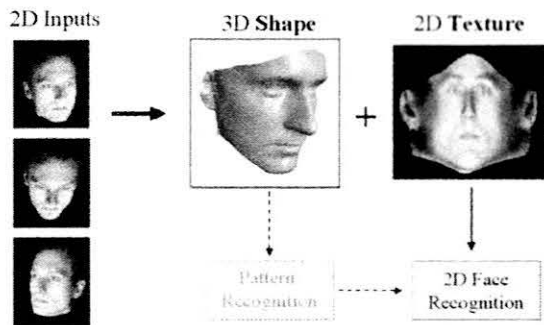 2D Inputs
3D Shape
2D Texture
+
Pattern
Recognition
2D Face
Recognition